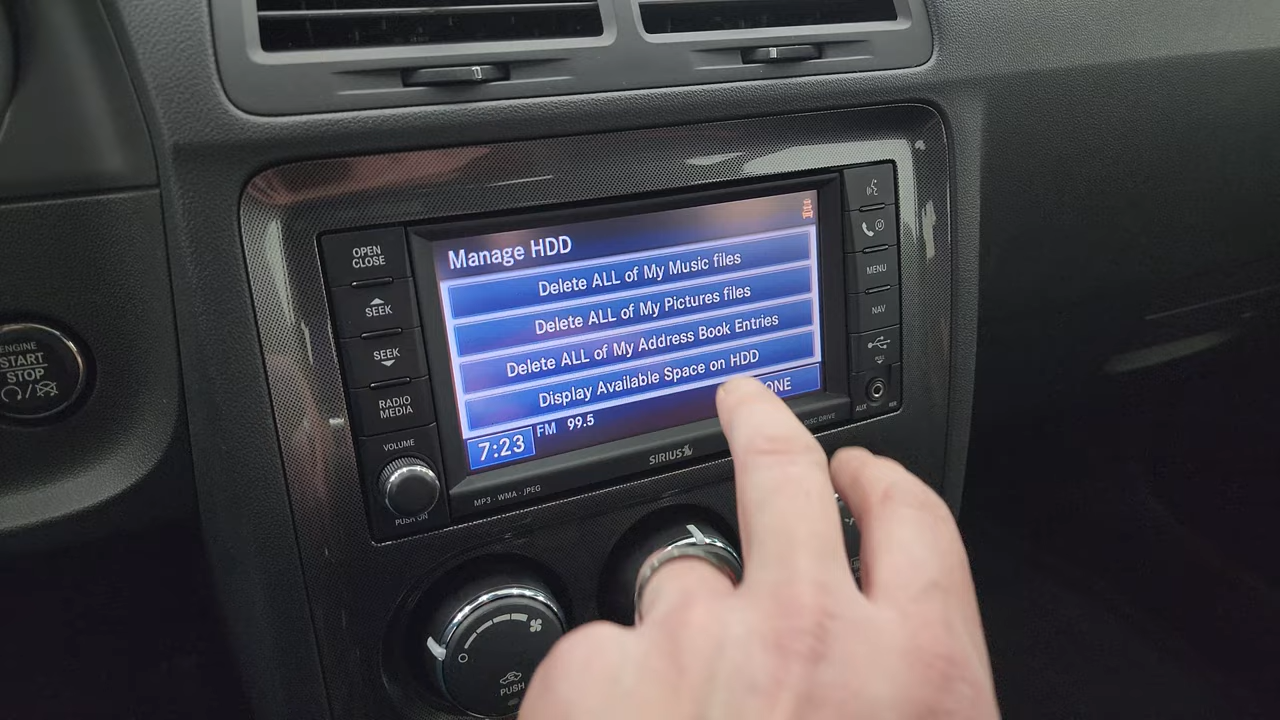 ENGINE
START
STOP
OPEN
CLOSE
SEEK
SEEK
RADIO
MEDIA
VOLUME
PUSH ON
Manage HDD
Delete ALL of My Music files
Delete ALL of My Pictures files
Delete ALL of My Address Book Entries
Display Available Space on HDD
7:23
FM 99.5
SIRIUS
MP3 - WMA - JPEG
DISC DRIVE
MENU
NAV
AUX
PUSH